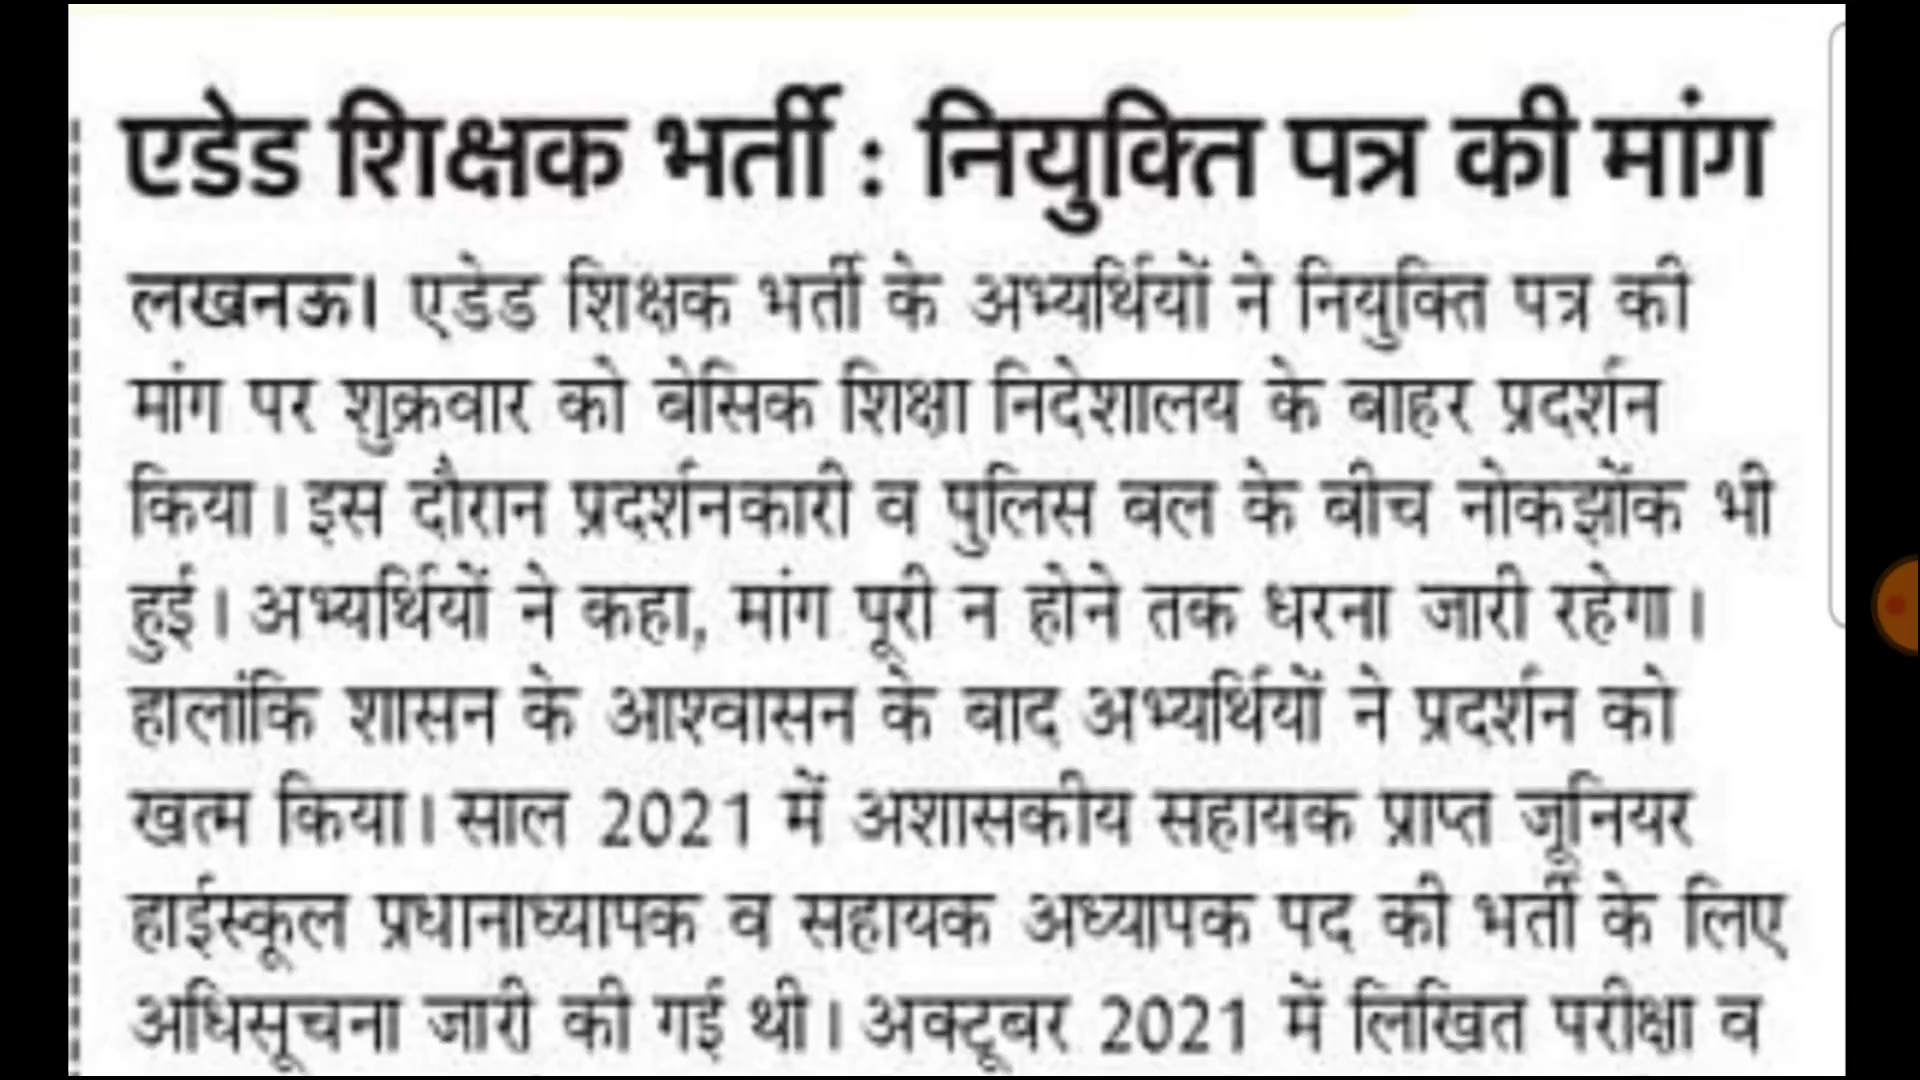 एडेड शिक्षक भर्ती : नियुक्ति पत्र की मांग
लखनऊ। एडेड शिक्षक भर्ती के अभ्यर्थियों ने नियुक्ति पत्र की
मांग पर शुक्रवार को बेसिक शिक्षा निदेशालय के बाहर प्रदर्शन
किया। इस दौरान प्रदर्शनकारी व पुलिस बल के बीच नोकझोंक भी
हुई। अभ्यर्थियों ने कहा, मांग पूरी न होने तक धरना जारी रहेगा।
हालांकि शासन के आश्वासन के बाद अभ्यर्थियों ने प्रदर्शन को
खत्म किया। साल 2021 में अशासकीय सहायक प्राप्त जूनियर
हाईस्कूल प्रधानाध्यापक व सहायक अध्यापक पद की भर्ती के लिए
अधिसूचना जारी की गई थी। अक्टूबर 2021 में लिखित परीक्षा व